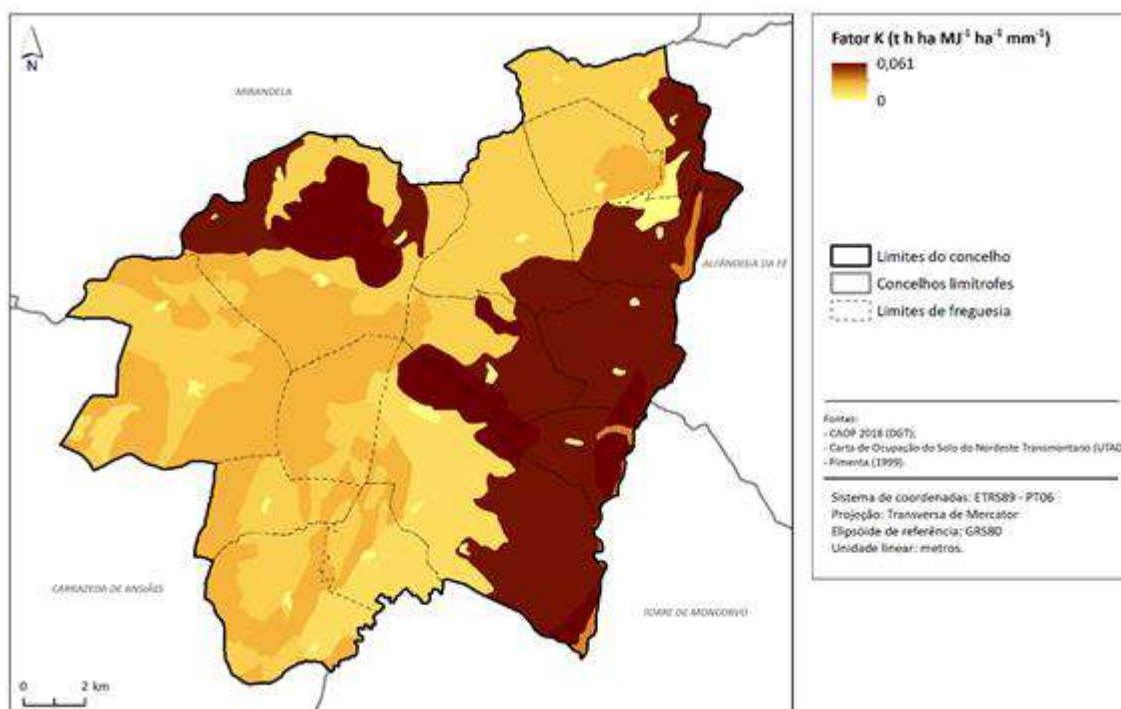 N
MIRANDELA
ALFÂNDEGA DA FÉ
CARRAZEDA DE ANSIÃES
TORRE DE MONCORVO
0 2 km
Fator K (t h ha MJ⁻¹ ha⁻¹ mm⁻¹)
0,061
0
Limites do concelho
Concelhos limítrofes
Limites de freguesia
Fontes:
- CAOP 2018 (DGT);
- Carta de Ocupação do Solo do Nordeste Transmontano (UTAD)
- Pimenta (1999).
Sistema de coordenadas: ETRS89 - PT06
Projeção: Transversa de Mercator
Elipsóide de referência: GRS80
Unidade linear: metros.